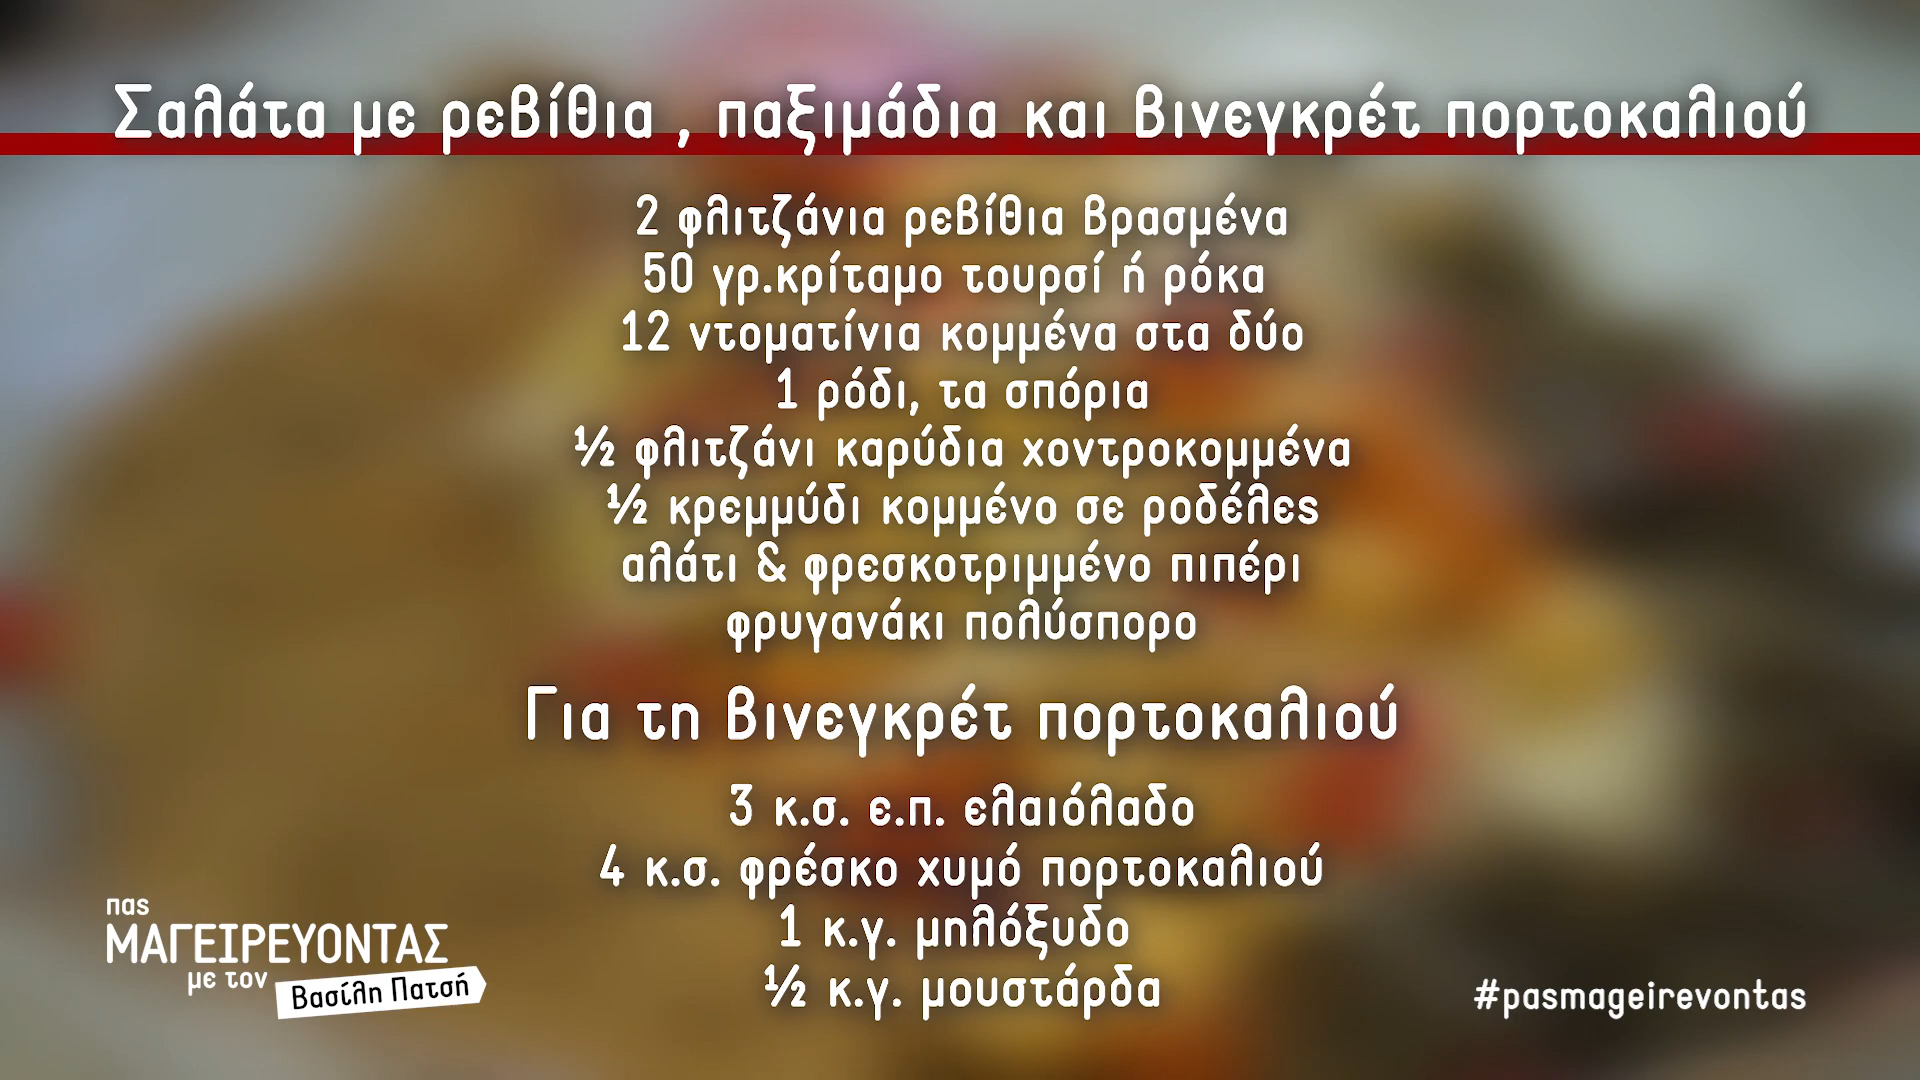 Σαλάτα με ρεβίθια , παξιμάδια και βινεγκρέτ πορτοκαλιού
2 φλιτζάνια ρεβίθια βρασμένα
50 γρ.κρίταμο τουρσί ή ρόκα
12 ντοματίνια κομμένα στα δύο
1 ρόδι, τα σπόρια
½ φλιτζάνι καρύδια χοντροκομμένα
½ κρεμμύδι κομμένο σε ροδέλες
αλάτι & φρεσκοτριμμένο πιπέρι
φρυγανάκι πολύσπορο
Για τη βινεγκρέτ πορτοκαλιού
3 κ.σ. ε.π. ελαιόλαδο
4 κ.σ. φρέσκο χυμό πορτοκαλιού
1 κ.γ. μηλόξυδο
½ κ.γ. μουστάρδα
πας
ΜΑΓΕΙΡΕΥΟΝΤΑΣ
με τον
Βασίλη Πατσή
#pasmageirevontas